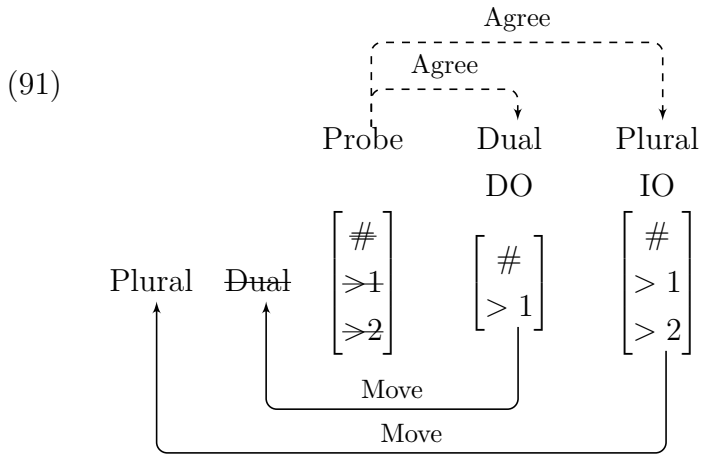 Agree
Agree
(91)
Probe Dual Plural
DO IO
# # #
Plural Dual >1 > 1 > 1
>2 > 2
Move
Move